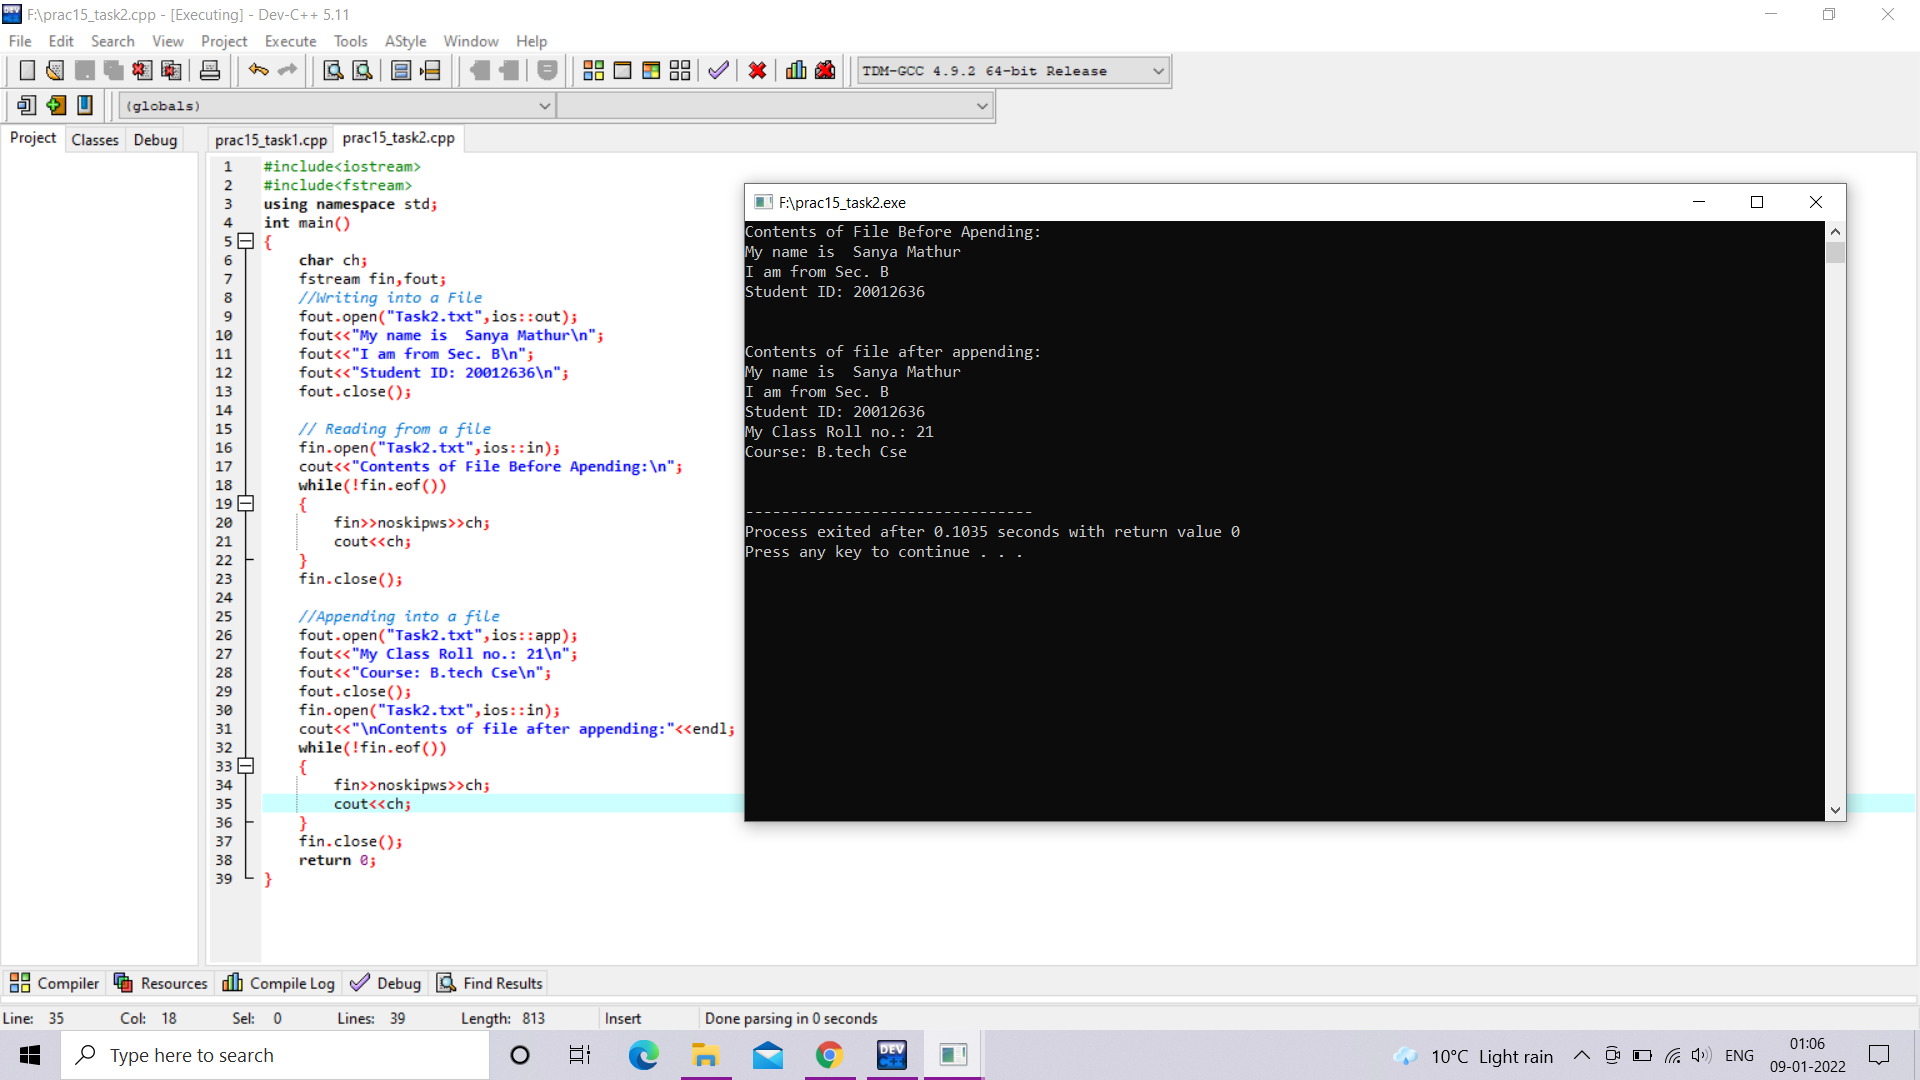 F:\prac15_task2.cpp - [Executing] - Dev-C++ 5.11
File Edit Search View Project Execute Tools AStyle Window Help
TDM-GCC 4.9.2 64-bit Release
(globals)
Project Classes Debug prac15_task1.cpp prac15_task2.cpp
1 #include<iostream>
2 #include<fstream>
3 using namespace std;
4 int main()
5 {
6 char ch;
7 fstream fin,fout;
8 //Writing into a File
9 fout.open("Task2.txt",ios::out);
10 fout<<"My name is  Sanya Mathur\n";
11 fout<<"I am from Sec. B\n";
12 fout<<"Student ID: 20012636\n";
13 fout.close();
14
15 // Reading from a file
16 fin.open("Task2.txt",ios::in);
17 cout<<"Contents of File Before Apending:\n";
18 while(!fin.eof())
19 {
20 fin>>noskipws>>ch;
21 cout<<ch;
22 }
23 fin.close();
24
25 //Appending into a file
26 fout.open("Task2.txt",ios::app);
27 fout<<"My Class Roll no.: 21\n";
28 fout<<"Course: B.tech Cse\n";
29 fout.close();
30 fin.open("Task2.txt",ios::in);
31 cout<<"\nContents of file after appending:"<<endl;
32 while(!fin.eof())
33 {
34 fin>>noskipws>>ch;
35 cout<<ch;
36 }
37 fin.close();
38 return 0;
39 }
F:\prac15_task2.exe
Contents of File Before Apending:
My name is  Sanya Mathur
I am from Sec. B
Student ID: 20012636
Contents of file after appending:
My name is  Sanya Mathur
I am from Sec. B
Student ID: 20012636
My Class Roll no.: 21
Course: B.tech Cse
--------------------------------
Process exited after 0.1035 seconds with return value 0
Press any key to continue . . .
Compiler Resources Compile Log Debug Find Results
Line: 35 Col: 18 Sel: 0 Lines: 39 Length: 813 Insert Done parsing in 0 seconds
Type here to search
DEV C++
10°C Light rain
ENG
01:06
09-01-2022